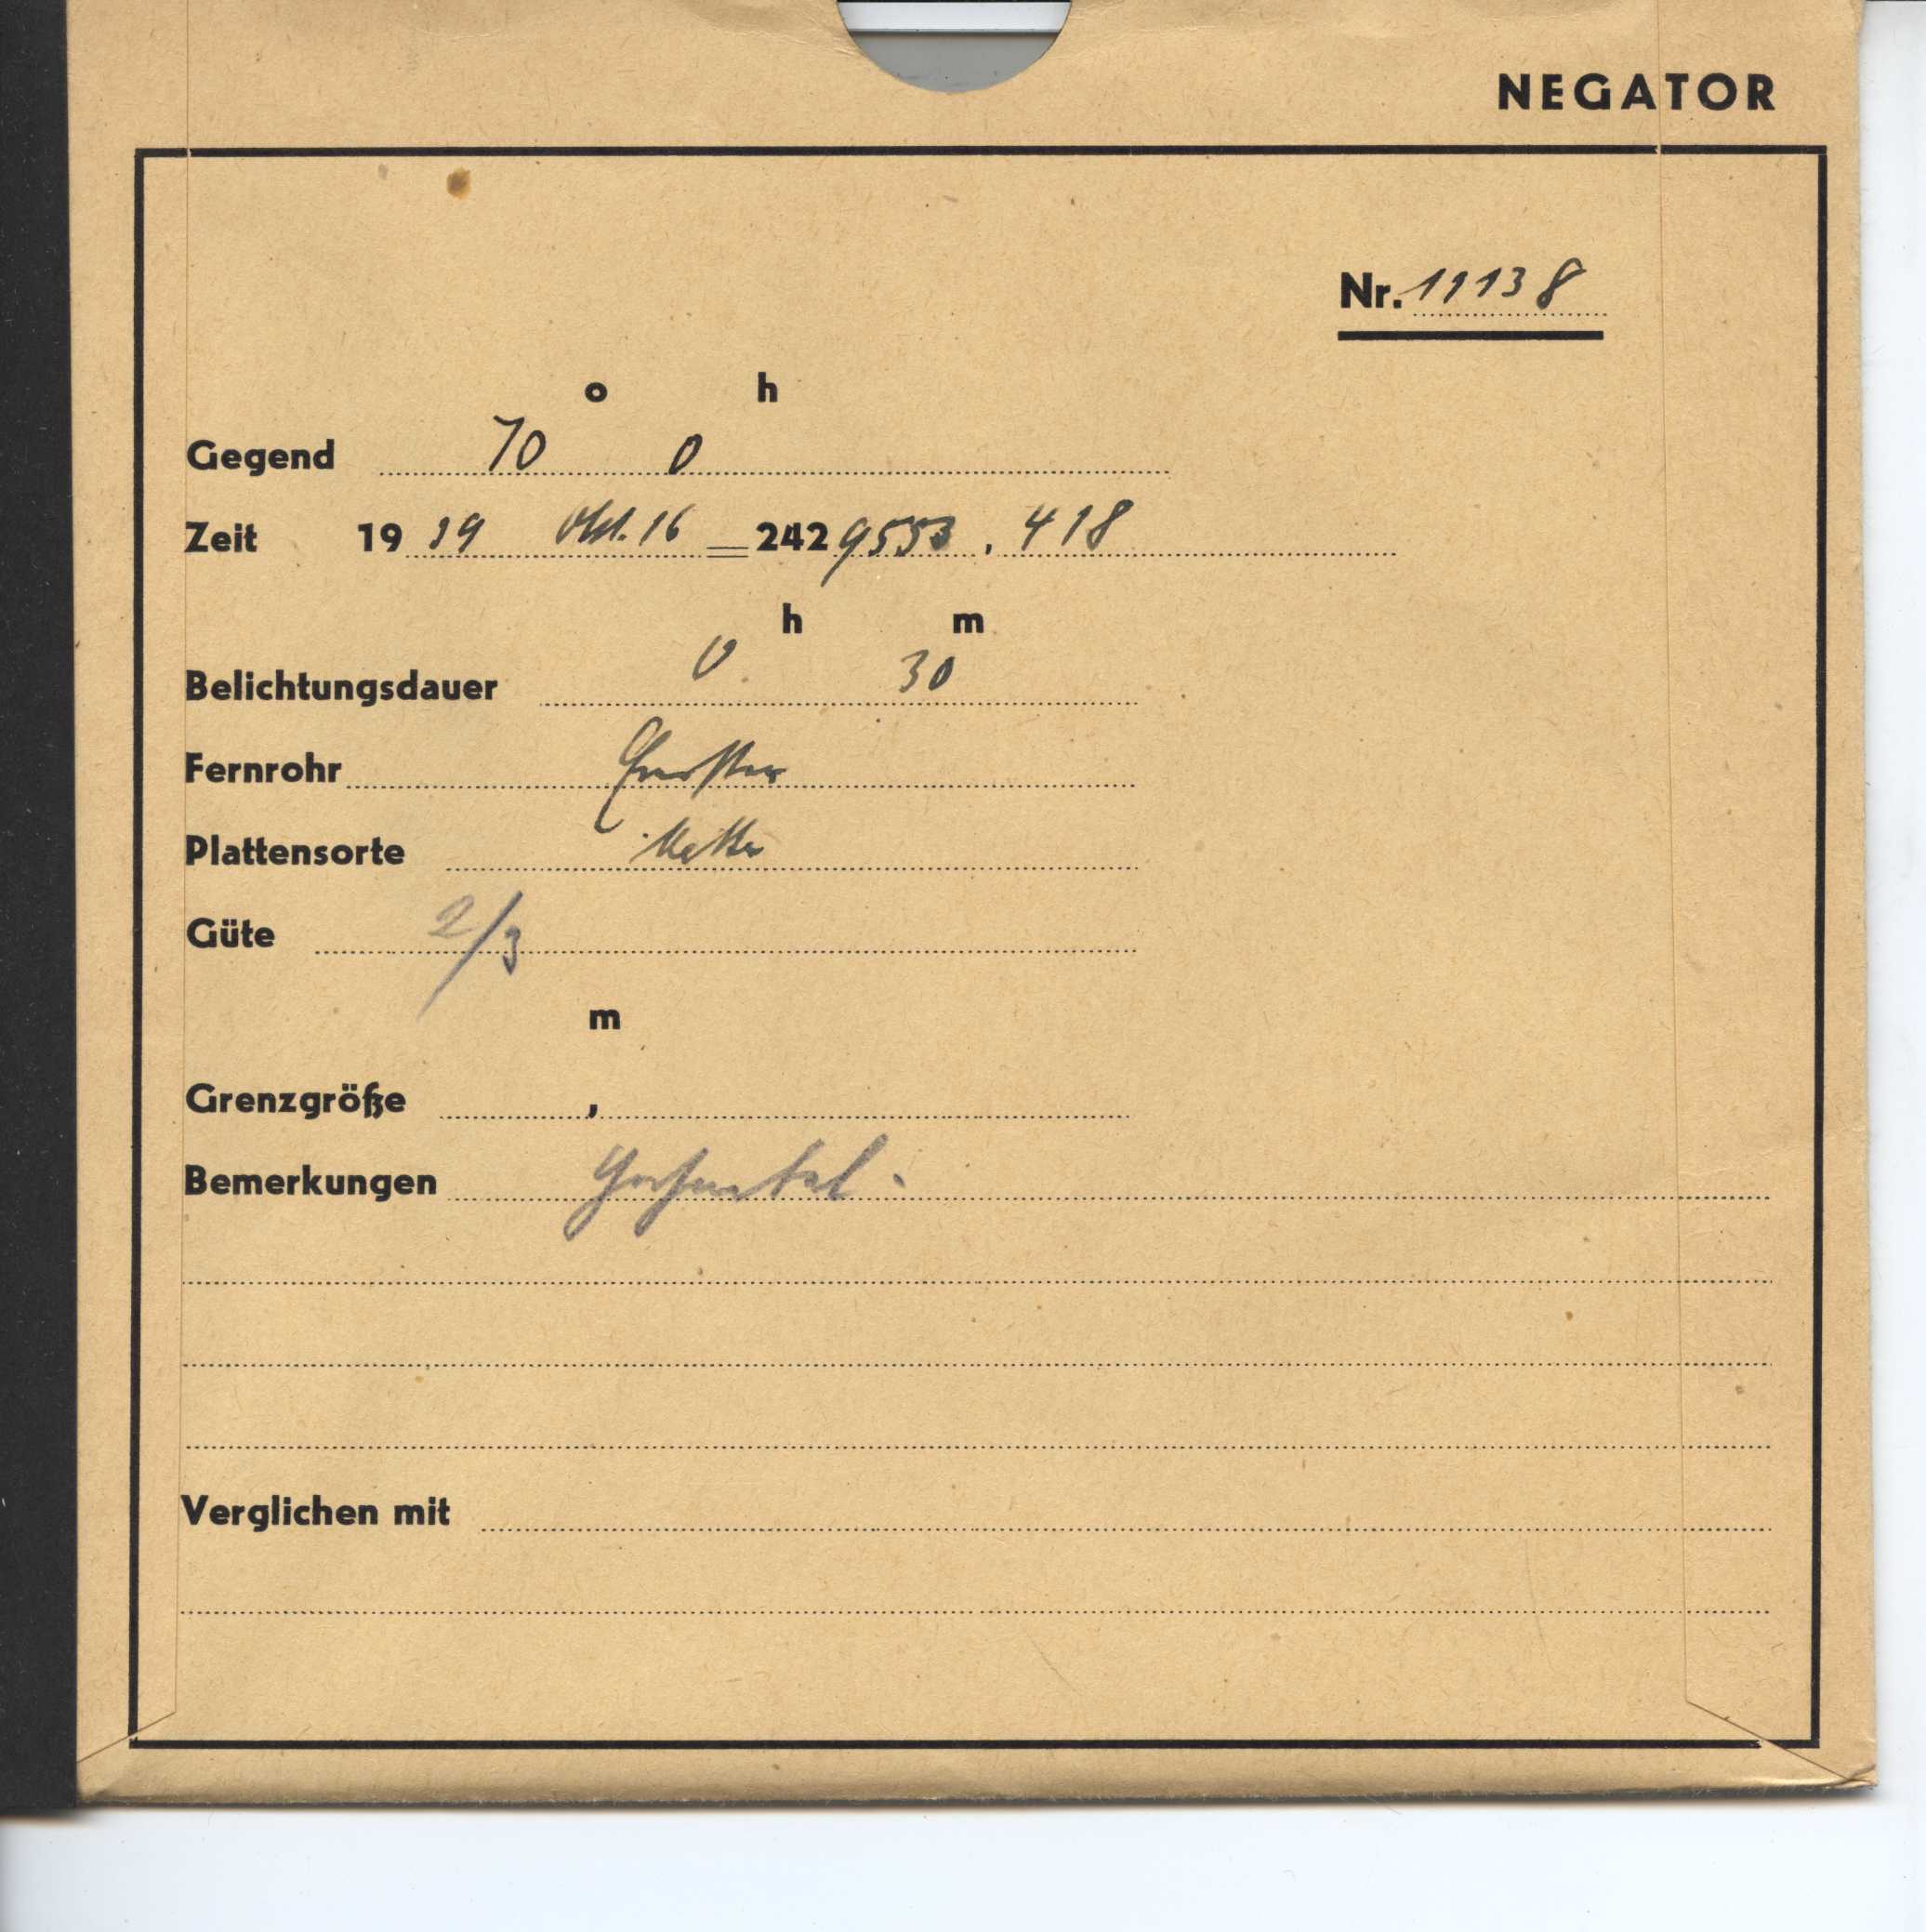 NEGATOR
Nr. 11138
o h
Gegend 70 0
Zeit 19 39 Okt. 16 = 242 9553 , 418
h m
Belichtungsdauer 0 30
Fernrohr
Plattensorte
Güte 2/3
m
Grenzgröße ,
Bemerkungen
Verglichen mit